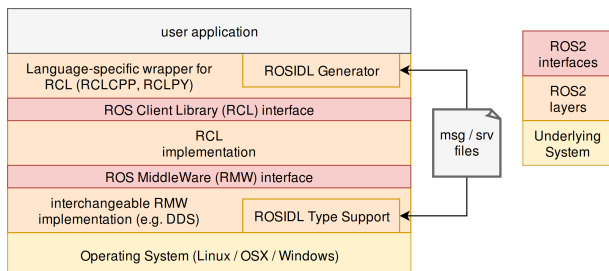 user application
Language-specific wrapper for
RCL (RCLCPP, RCLPY)
ROSIDL Generator
ROS Client Library (RCL) interface
RCL
implementation
ROS MiddleWare (RMW) interface
interchangeable RMW
implementation (e.g. DDS)
ROSIDL Type Support
Operating System (Linux / OSX / Windows)
msg / srv
files
ROS2
interfaces
ROS2
layers
Underlying
System